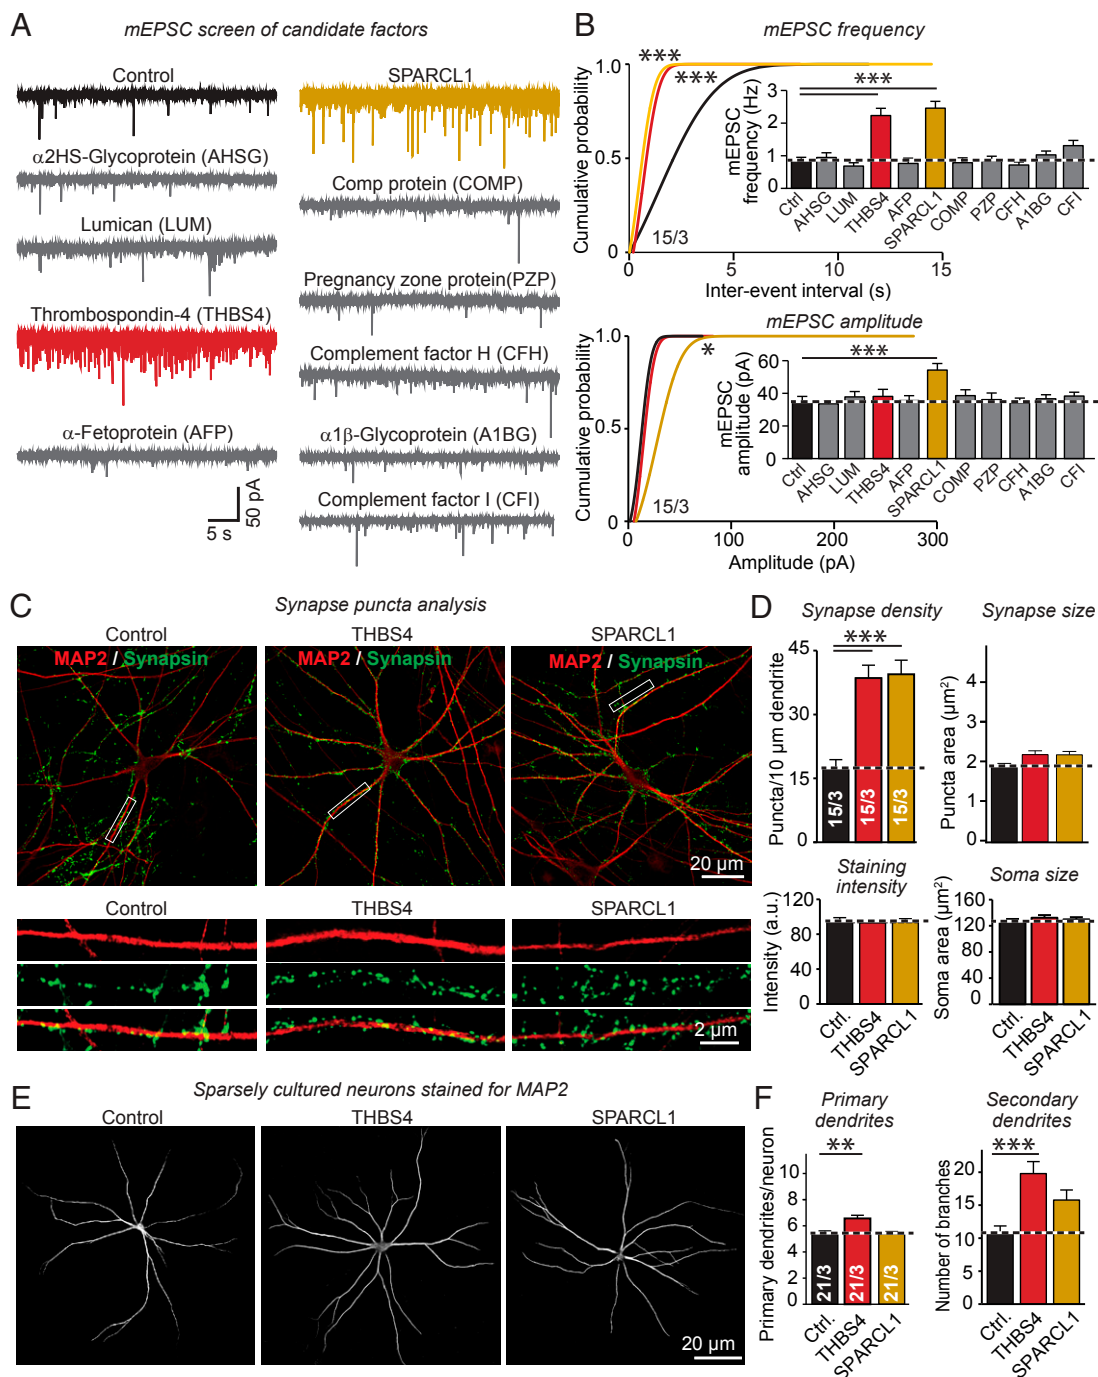 A
mEPSC screen of candidate factors
Control
SPARCL1
α2HS-Glycoprotein (AHSG)
Comp protein (COMP)
Lumican (LUM)
Pregnancy zone protein(PZP)
Thrombospondin-4 (THBS4)
Complement factor H (CFH)
α-Fetoprotein (AFP)
α1β-Glycoprotein (A1BG)
Complement factor I (CFI)
50 pA
5 s
B
mEPSC frequency
Cumulative probability
1.0
0.5
0
***
***
15/3
0
5
10
15
Inter-event interval (s)
mEPSC
frequency (Hz)
3
2
1
0
***
Ctrl
AHSG
LUM
THBS4
AFP
SPARCL1
COMP
PZP
CFH
A1BG
CFI
mEPSC amplitude
Cumulative probability
1.0
0.5
0
*
15/3
0
100
200
300
Amplitude (pA)
mEPSC
amplitude (pA)
60
40
20
0
***
Ctrl
AHSG
LUM
THBS4
AFP
SPARCL1
COMP
PZP
CFH
A1BG
CFI
C
Synapse puncta analysis
Control
THBS4
SPARCL1
MAP2 / Synapsin
MAP2 / Synapsin
MAP2 / Synapsin
20 µm
Control
THBS4
SPARCL1
2 µm
D
Synapse density
Puncta/10 µm dendrite
45
30
15
0
***
15/3
15/3
15/3
Synapse size
Puncta area (µm²)
4
2
0
Staining
intensity
Intensity (a.u.)
120
80
40
0
Ctrl.
THBS4
SPARCL1
Soma size
Soma area (µm²)
180
120
60
0
Ctrl.
THBS4
SPARCL1
E
Sparsely cultured neurons stained for MAP2
Control
THBS4
SPARCL1
20 µm
F
Primary
dendrites
Primary dendrites/neuron
10
8
6
4
2
0
**
21/3
21/3
21/3
Ctrl.
THBS4
SPARCL1
Secondary
dendrites
Number of branches
20
15
10
5
0
***
Ctrl.
THBS4
SPARCL1